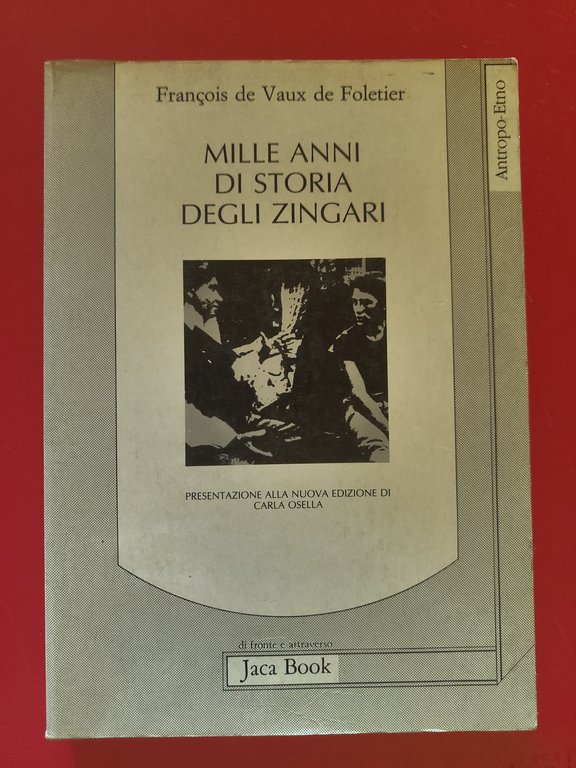 François de Vaux de Foletier
Antropo-Etno
MILLE ANNI
DI STORIA
DEGLI ZINGARI
PRESENTAZIONE ALLA NUOVA EDIZIONE DI
CARLA OSELLA
di fronte e attraverso
Jaca Book